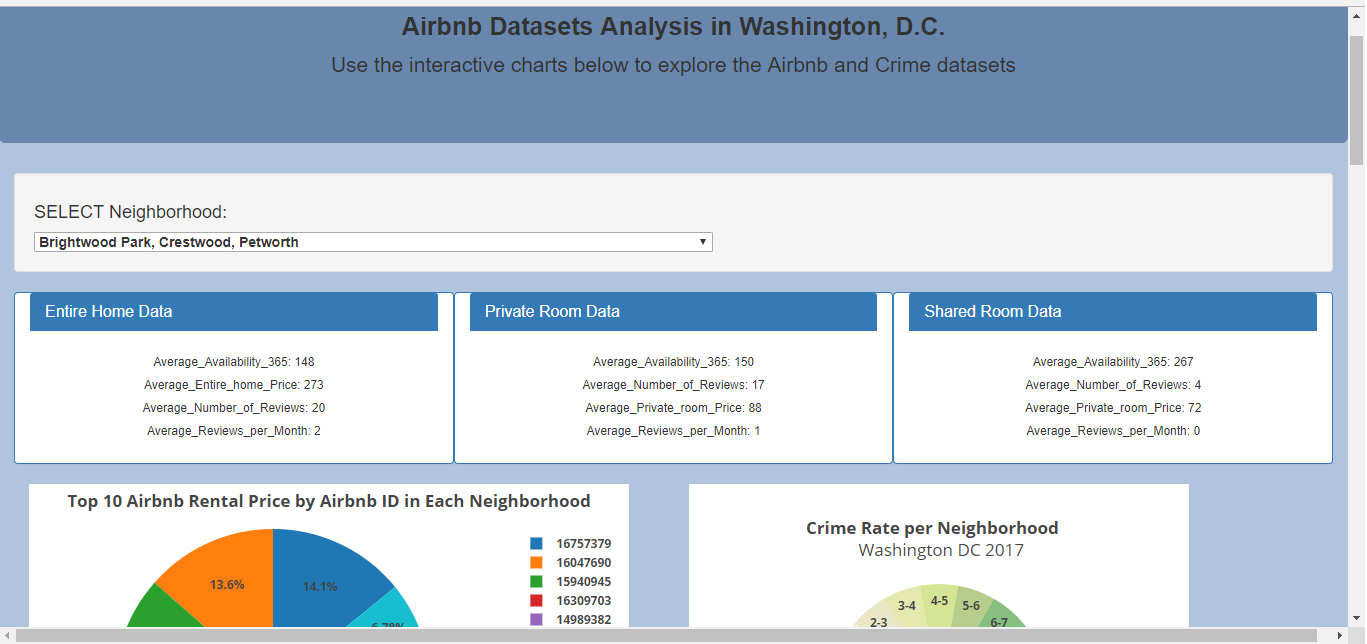 Airbnb Datasets Analysis in Washington, D.C.
Use the interactive charts below to explore the Airbnb and Crime datasets
SELECT Neighborhood:
Brightwood Park, Crestwood, Petworth
Entire Home Data
Average_Availability_365: 148
Average_Entire_home_Price: 273
Average_Number_of_Reviews: 20
Average_Reviews_per_Month: 2
Private Room Data
Average_Availability_365: 150
Average_Number_of_Reviews: 17
Average_Private_room_Price: 88
Average_Reviews_per_Month: 1
Shared Room Data
Average_Availability_365: 267
Average_Number_of_Reviews: 4
Average_Private_room_Price: 72
Average_Reviews_per_Month: 0
Top 10 Airbnb Rental Price by Airbnb ID in Each Neighborhood
13.6%
14.1%
6.78%
16757379
16047690
15940945
16309703
14989382
Crime Rate per Neighborhood
Washington DC 2017
2-3
3-4
4-5
5-6
6-7